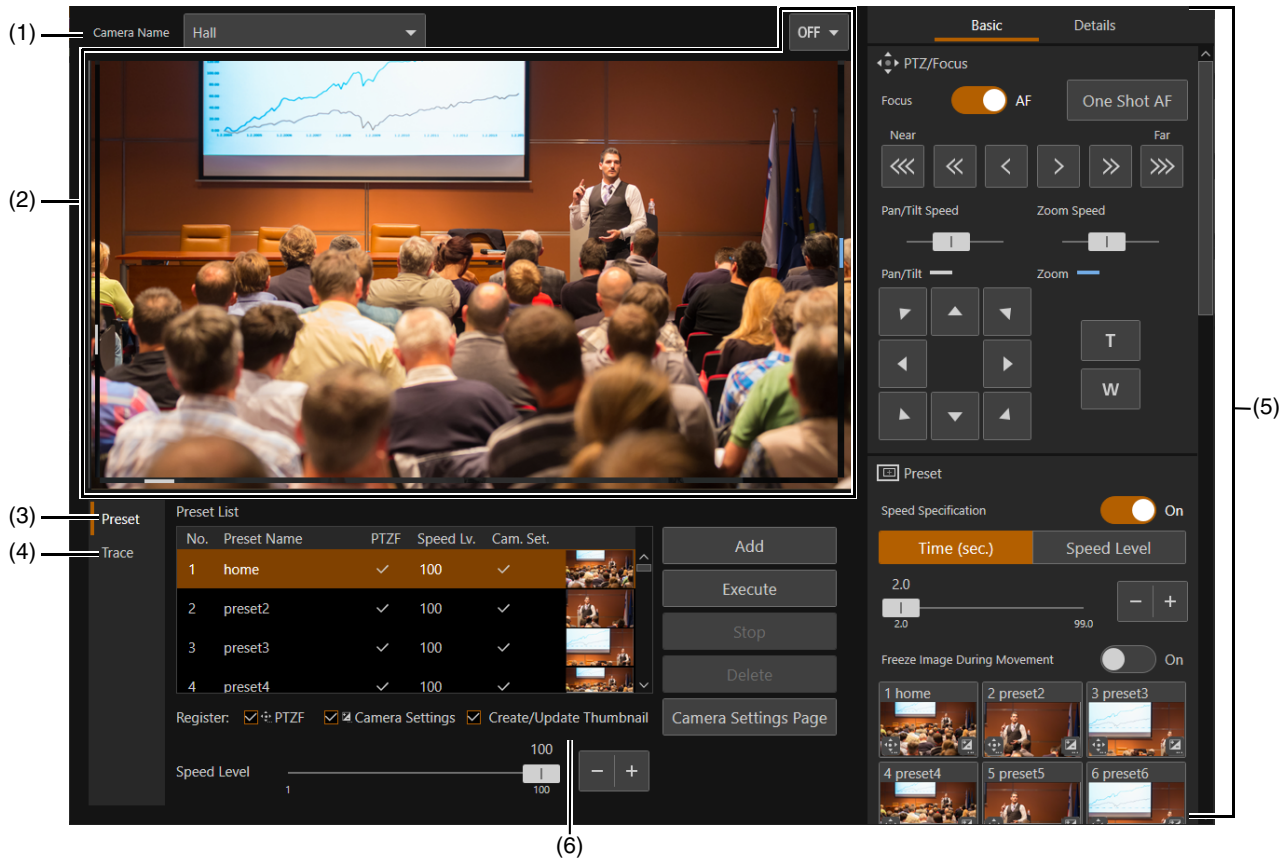 (1)
Camera Name
Hall
OFF
(2)
Basic
Details
PTZ/Focus
Focus
AF
One Shot AF
Near
Far
Pan/Tilt Speed
Zoom Speed
Pan/Tilt
Zoom
T
W
(5)
Preset
Speed Specification
On
Time (sec.)
Speed Level
2.0
2.0
99.0
− +
Freeze Image During Movement
On
1 home
2 preset2
3 preset3
4 preset4
5 preset5
6 preset6
(3)
Preset
(4)
Trace
Preset List
No. Preset Name PTZF Speed Lv. Cam. Set.
1 home ✓ 100 ✓
2 preset2 ✓ 100 ✓
3 preset3 ✓ 100 ✓
4 preset4 ✓ 100 ✓
Add
Execute
Stop
Delete
Camera Settings Page
Register: PTZF Camera Settings Create/Update Thumbnail
100
Speed Level
1
100
− +
(6)